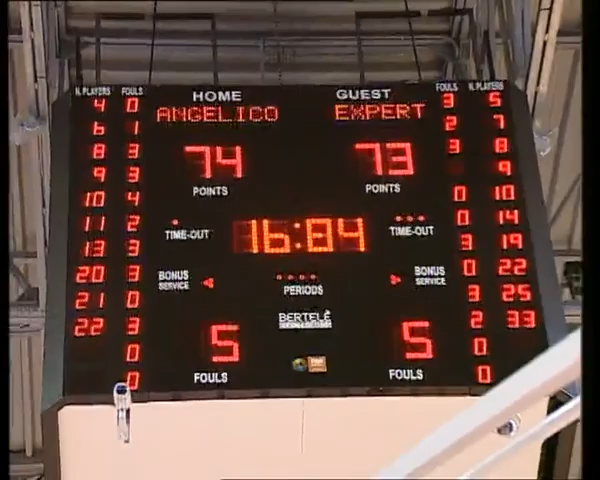 N. PLAYERS FOULS HOME GUEST FOULS N. PLAYERS
4 0 ANGELICO EXPERT 3 5
6 1 2 7
8 3 74 73 3 8
9 3 9
10 4 POINTS POINTS 0 10
11 2 0 14
13 3 TIME-OUT 16:84 TIME-OUT 3 19
20 3 BONUS SERVICE PERIODS BONUS SERVICE 0 22
21 0 3 25
22 3 BERTELÈ 2 33
0 5 5 0
0 FOULS FOULS 0